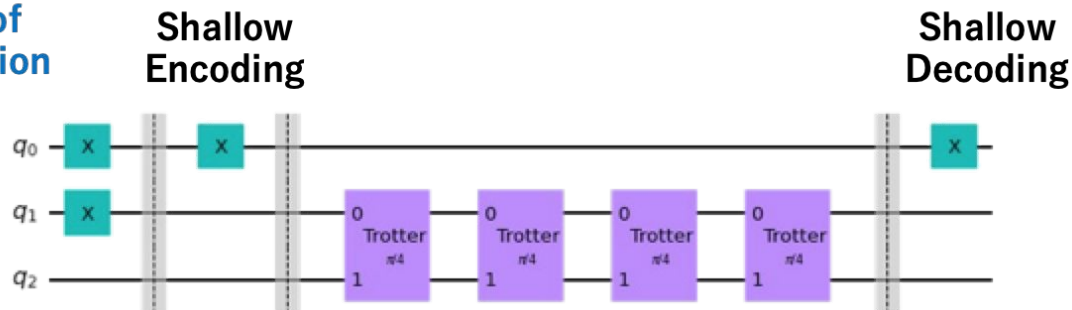 of
ion
Shallow
Encoding
Shallow
Decoding
q0 X X X
q1 X 0 0 0 0
Trotter Trotter Trotter Trotter
π/4 π/4 π/4 π/4
q2 1 1 1 1